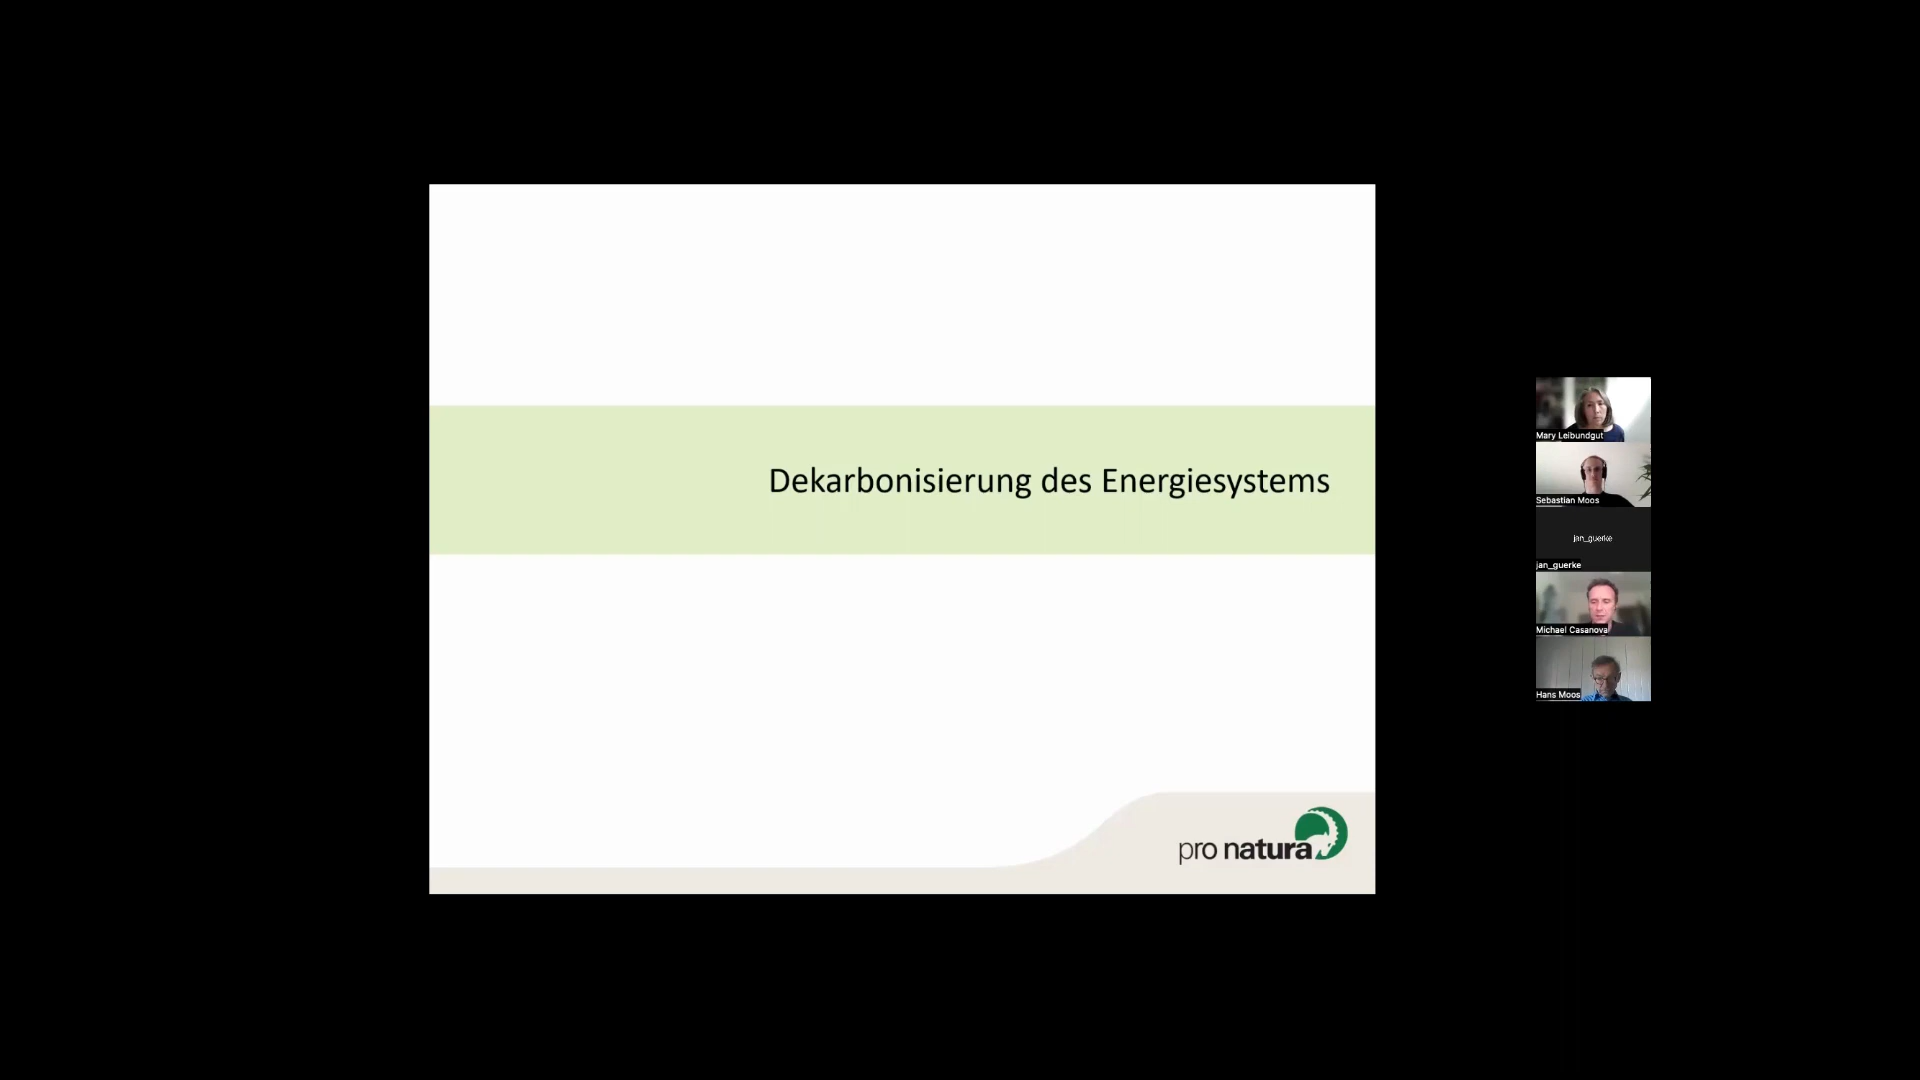 Dekarbonisierung des Energiesystems
pro natura
Mary Leibundgut
Sebastian Moos
jan_guerke
jan_guerke
Michael Casanova
Hans Moos